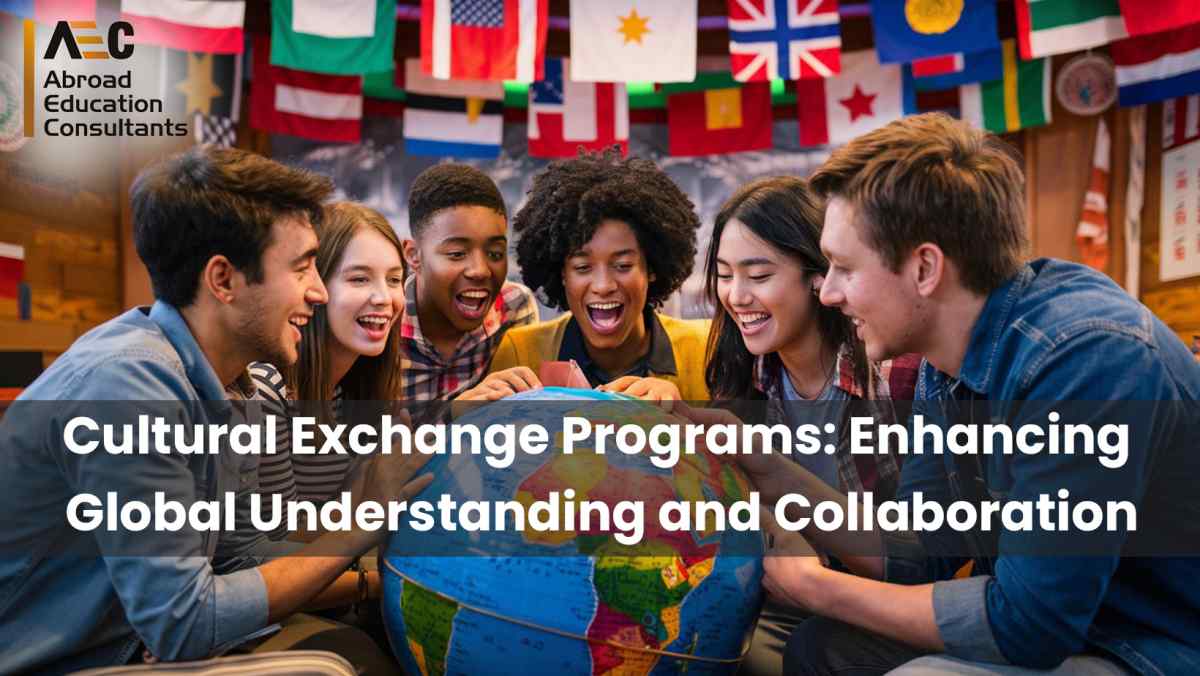 AEC
Abroad
Education
Consultants
Cultural Exchange Programs: Enhancing
Global Understanding and Collaboration